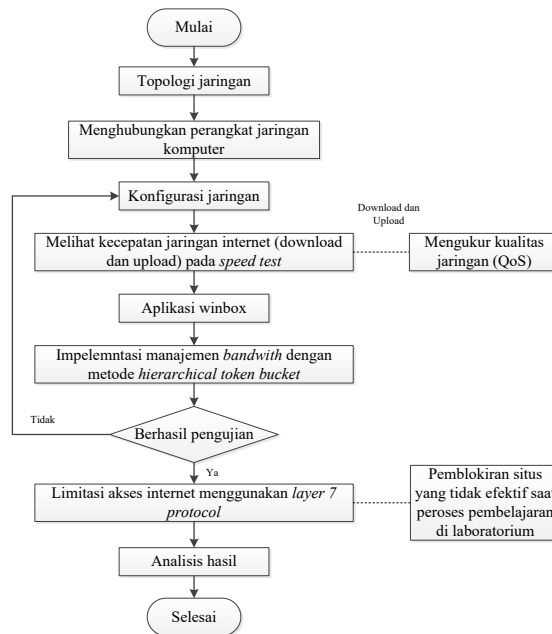 Mulai
Topologi jaringan
Menghubungkan perangkat jaringan
komputer
Konfigurasi jaringan
Download dan
Upload
Melihat kecepatan jaringan internet (download
dan upload) pada speed test
Mengukur kualitas
jaringan (QoS)
Aplikasi winbox
Impelemntasi manajemen bandwith dengan
metode hierarchical token bucket
Tidak
Berhasil pengujian
Ya
Limitasi akses internet menggunakan layer 7
protocol
Pemblokiran situs
yang tidak efektif saat
peroses pembelajaran
di laboratorium
Analisis hasil
Selesai